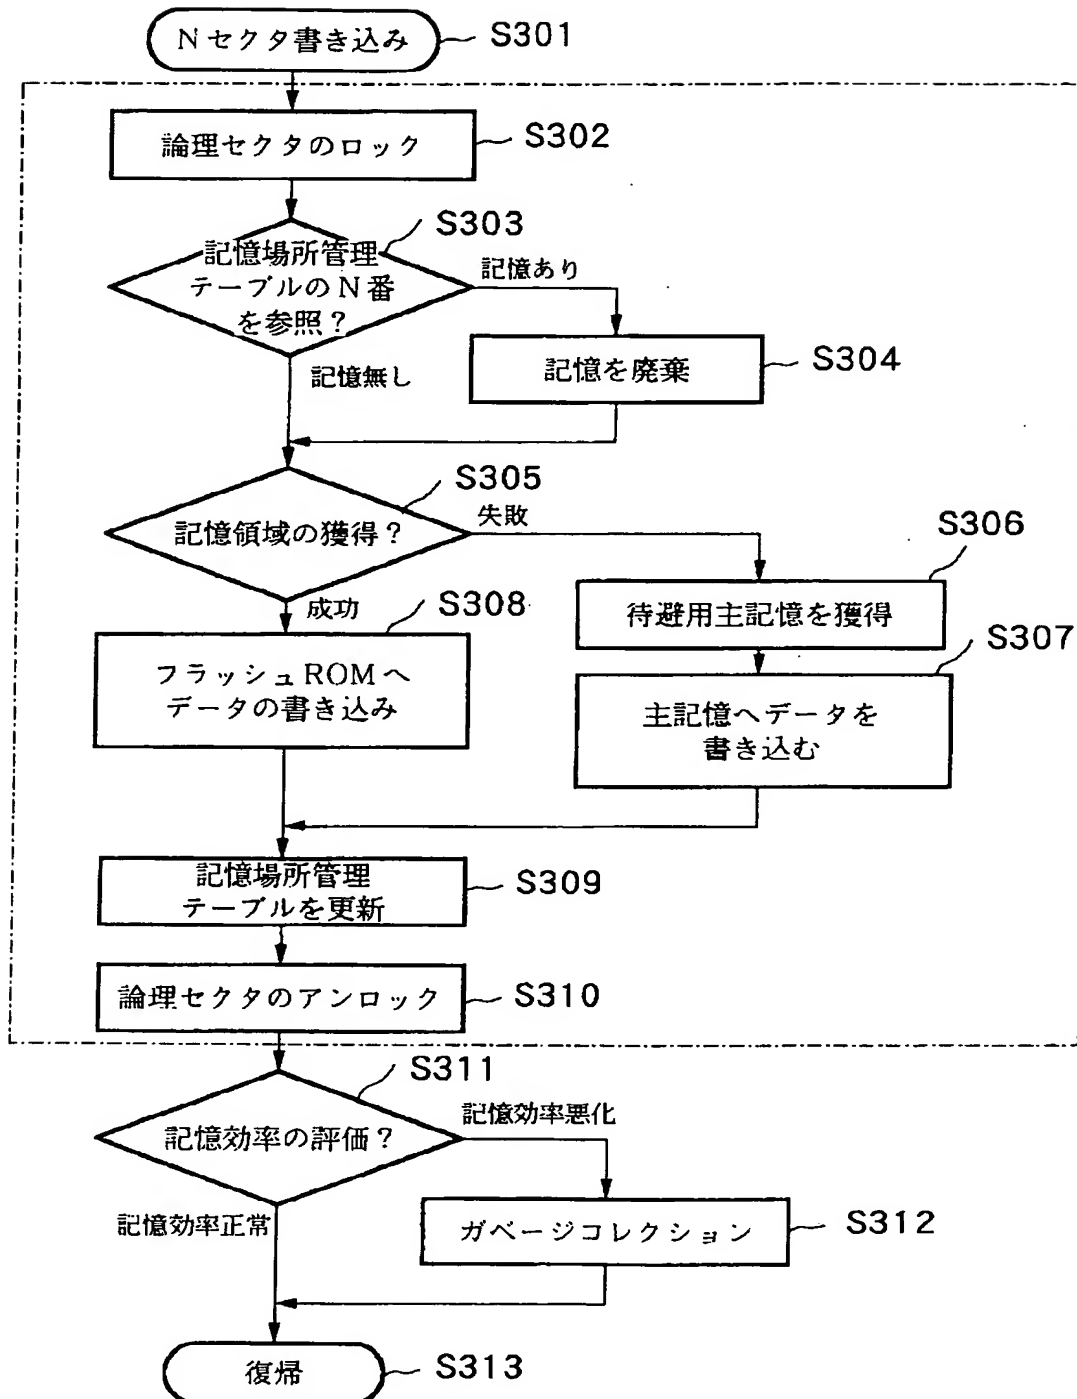 Nセクタ書き込み
S301
論理セクタのロック
S302
S303
記憶場所管理
テーブルのN番
を参照？
記憶あり
記憶無し
記憶を廃棄
S304
S305
記憶領域の獲得？
失敗
成功
S306
待避用主記憶を獲得
S307
主記憶へデータを
書き込む
S308
フラッシュROMへ
データの書き込み
記憶場所管理
テーブルを更新
S309
論理セクタのアンロック
S310
S311
記憶効率の評価？
記憶効率悪化
記憶効率正常
ガベージコレクション
S312
復帰
S313